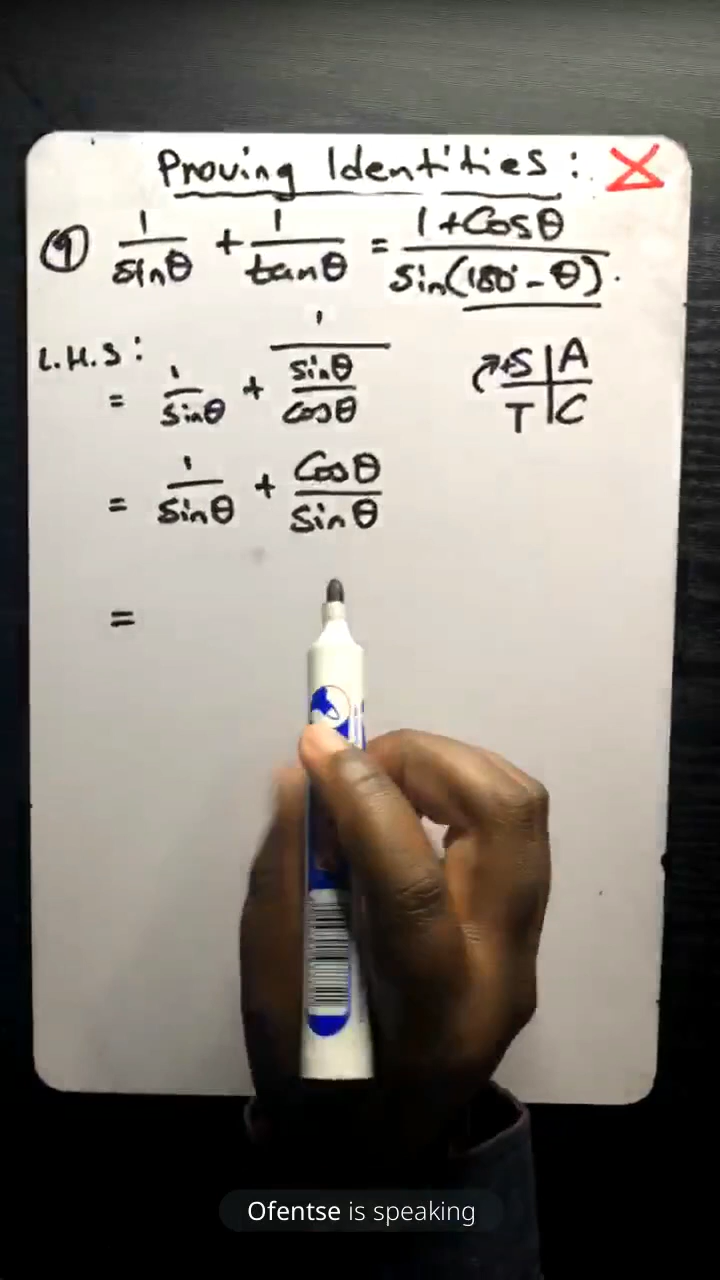 Proving Identities: X
① 1/sinθ + 1/tanθ = 1+Cosθ/sin(180°-θ).
L.H.S:
= 1/sinθ + 1/(sinθ/cosθ)
+S A
T C
= 1/sinθ + Cosθ/sinθ
=
Ofentse is speaking